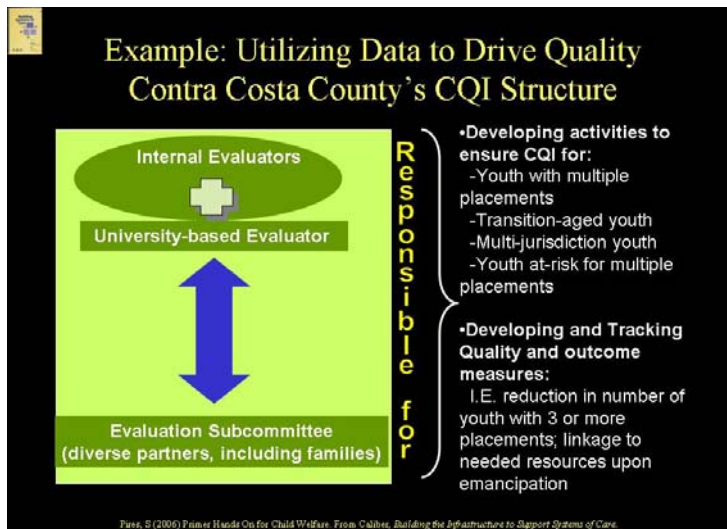 Example: Utilizing Data to Drive Quality
Contra Costa County's CQI Structure
Internal Evaluators
University-based Evaluator
Evaluation Subcommittee
(diverse partners, including families)
Responsible for
•Developing activities to
ensure CQI for:
-Youth with multiple
placements
-Transition-aged youth
-Multi-jurisdiction youth
-Youth at-risk for multiple
placements
•Developing and Tracking
Quality and outcome
measures:
I.E. reduction in number of
youth with 3 or more
placements; linkage to
needed resources upon
emancipation
Pires, S (2006) Primer Hands On for Child Welfare. From Caliber, Building the Infrastructure to Support Systems of Care.